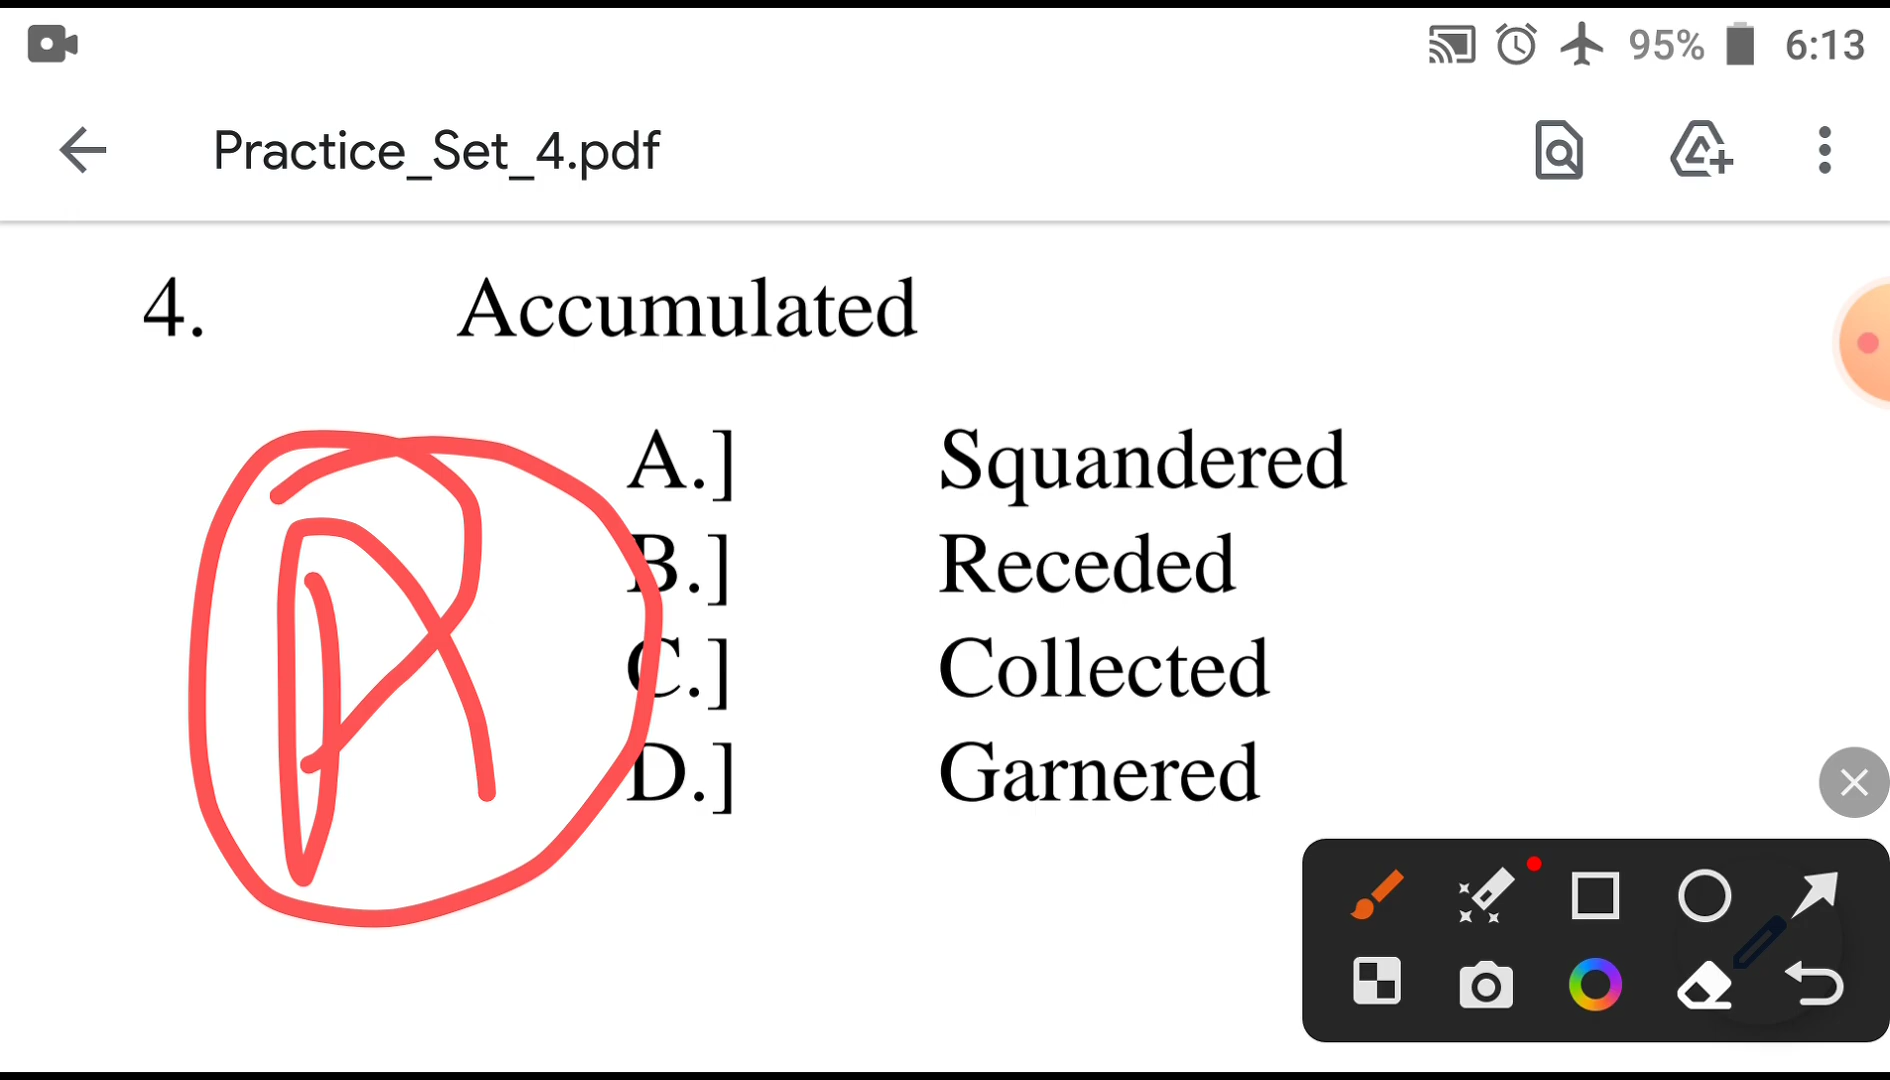 95% 6:13
Practice_Set_4.pdf
4. Accumulated
A.] Squandered
B.] Receded
C.] Collected
D.] Garnered